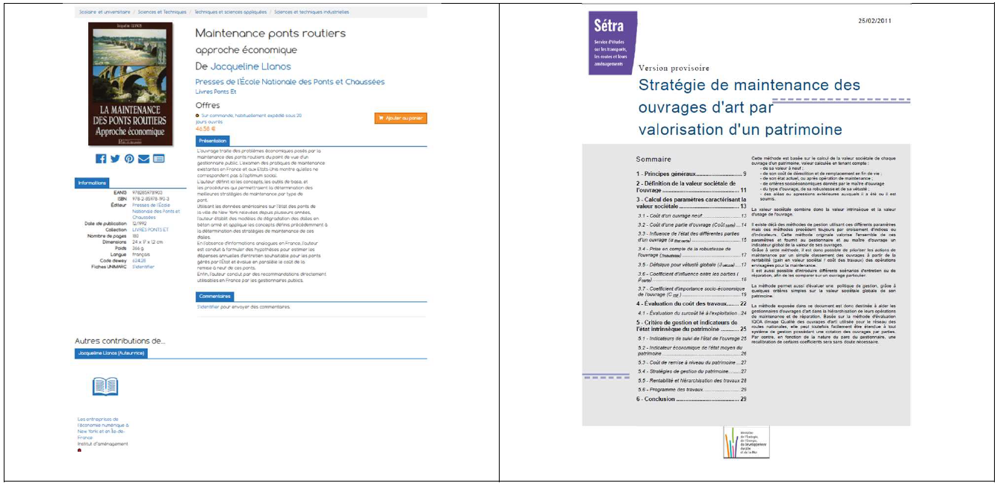 Scolaire et universitaire / Sciences et Techniques / Techniques et sciences appliquées / Sciences et techniques industrielles
Jacqueline LLANOS
LA MAINTENANCE
DES PONTS ROUTIERS
Approche économique
Maintenance ponts routiers
approche économique
De Jacqueline Llanos
Presses de l'École Nationale des Ponts et Chaussées
Livres Ponts Et
Offres
Sur commande, habituellement expédié sous 20
jours ouvrés
46.58 €
Ajouter au panier
Présentation
L'ouvrage traite des problèmes économiques posés par la
maintenance des ponts routiers du point de vue d'un
gestionnaire public. L'examen des pratiques de maintenance
existantes en France et aux Etats-Unis montre qu'elles ne
correspondent pas à l'optimum social.
L'auteur définit ici les concepts, les outils de base, et
les procédures qui permettraient la détermination des
meilleures stratégies de maintenance par type de
pont.
Utilisant les données américaines sur l'état des ponts de
la ville de New York relevées depuis plusieurs années,
l'auteur établit des modèles de dégradation des dalles en
béton armé et applique les concepts définis précédemment à
la détermination des stratégies de maintenance de ces
dalles.
En l'absence d'informations analogues en France, l'auteur
est conduit à formuler des hypothèses pour estimer les
dépenses annuelles d'entretien souhaitable pour les ponts
gérés par l'Etat et évalue en parallèle le coût de la
remise à neuf de ces ponts.
Enfin, l'auteur conclut par des recommandations directement
utilisables en France par les gestionnaires publics.
Informations
EAN13 9782859781903
ISBN 978-2-85978-190-3
Éditeur Presses de l'École
Nationale des Ponts et
Chaussées
Date de publication 12/1992
Collection LIVRES PONTS ET
Nombre de pages 180
Dimensions 24 x 17 x 1,2 cm
Poids 366 g
Langue français
Code dewey 624.28
Fiches UNIMARC S'identifier
Commentaires
S'identifier pour envoyer des commentaires.
Autres contributions de...
Jacqueline Llanos (Auteur·rice)
Les entreprises de
l'économie numérique à
New York et en Île-de-
France
Institut d'aménagement
Sétra
Service d'études
sur les transports,
les routes et leurs
aménagements
25/02/2011
Version provisoire
Stratégie de maintenance des
ouvrages d'art par
valorisation d'un patrimoine
Sommaire
1 - Principes généraux 9
2 - Définition de la valeur sociétale de
l'ouvrage 11
3 - Calcul des paramètres caractérisant la
valeur sociétale 13
3.1 - Coût d'un ouvrage neuf 13
3.2 - Coût d'une partie d'ouvrage (Coût partie) 14
3.3 - Influence de l'état des différentes parties
d'un ouvrage (α Etat partie) 15
3.4 - Prise en compte de la robustesse de
l'ouvrage (γ robustesse) 17
3.5 - Défalque pour vétusté globale (δ vétusté) 17
3.6 - Coefficient d'influence entre les parties (
β partie) 18
3.7 - Coefficient d'importance socio-économique
de l'ouvrage (C ISE ) 19
4 - Évaluation du coût des travaux 22
4.1 - Évaluation du surcoût lié à l'exploitation 24
5 - Critère de gestion et indicateurs de
l'état intrinsèque du patrimoine 25
5.1 - Indicateurs de suivi de l'état de l'ouvrage 25
5.2 - Indicateur économique de l'état moyen du
patrimoine 26
5.3 - Coût de remise à niveau du patrimoine 27
5.4 - Stratégies de gestion du patrimoine 27
5.5 - Rentabilité et hiérarchisation des travaux 28
5.6 - Programme des travaux 29
6 - Conclusion 29
Cette méthode est basée sur le calcul de la valeur sociétale de chaque
ouvrage d'un patrimoine, valeur calculée en tenant compte :
- de sa valeur à neuf ;
- de son coût de démolition et de remplacement en fin de vie ;
- de son état actuel, ou après opération de maintenance ;
- de critères socioéconomiques donnés par le maître d'ouvrage
- du type d'ouvrage, de sa robustesse et de sa vétusté ;
- des aléas ou agressions extérieures auxquels il a été ou il est
soumis.
La valeur sociétale combine donc la valeur intrinsèque et la valeur
d'usage de l'ouvrage.
Il existe déjà des méthodes de gestion utilisant ces différents paramètres
mais ces méthodes procèdent toujours par croisement d'indices ou
d'indicateurs. Cette méthode originale valorise l'ensemble de ces
paramètres et fournit au gestionnaire et au maître d'ouvrage un
indicateur global de la valeur de ses ouvrages.
Grâce à cette méthode, il est donc possible de prioriser les actions de
maintenance par un simple classement des ouvrages à partir de la
rentabilité (gain en valeur sociétal / coût des travaux) des opérations
envisagées pour la maintenance.
Il est aussi possible d'introduire différents scénarios d'entretien ou de
réparation, afin de les comparer sur un ouvrage particulier.
La méthode permet aussi d'évaluer une politique de gestion, grâce à
quelques critères simples sur la valeur sociétale globale de son
patrimoine.
La méthode exposée dans ce document est donc destinée à aider les
gestionnaires d'ouvrages d'art dans la hiérarchisation de leurs opérations
de maintenance et de réparation. Basée sur la méthode d'évaluation
IQOA (Image Qualité des ouvrages d'art) utilisée pour le réseau des
routes nationales, elle peut toutefois facilement être étendue à tout
système de gestion possédant une cotation des ouvrages par parties.
Par contre, en fonction de la nature du parc du gestionnaire, une
recalibration de certains coefficients sera sans doute nécessaire.
Ministère
de l'Écologie,
de l'Énergie,
du Développement
durable
et de la Mer